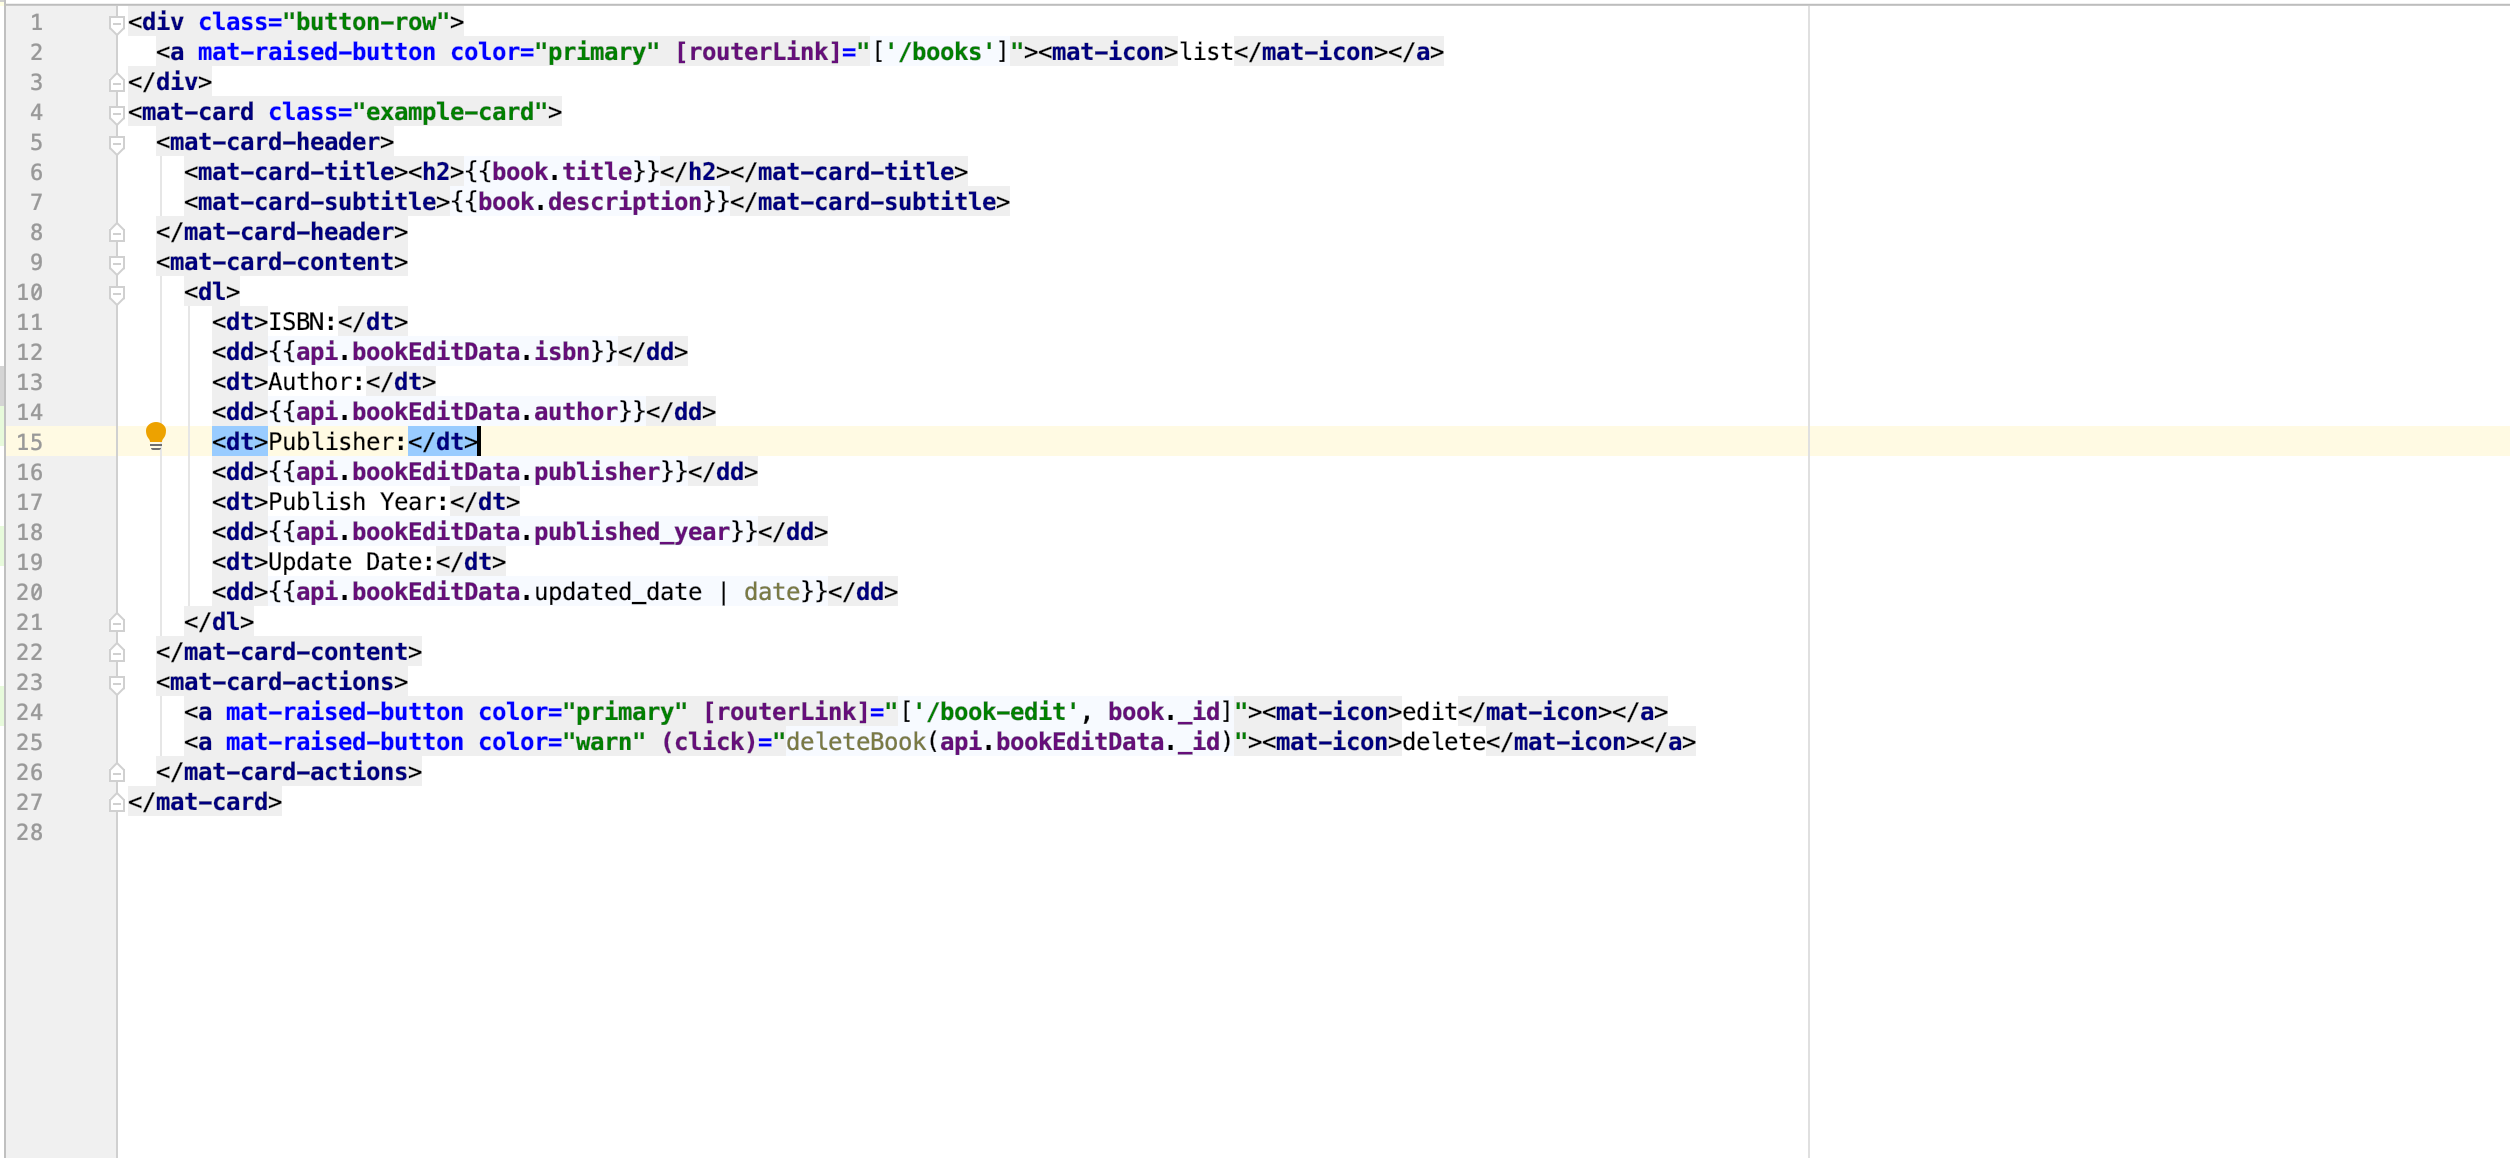 1 <div class="button-row">
2   <a mat-raised-button color="primary" [routerLink]="['/books']"><mat-icon>list</mat-icon></a>
3 </div>
4 <mat-card class="example-card">
5   <mat-card-header>
6     <mat-card-title><h2>{{book.title}}</h2></mat-card-title>
7     <mat-card-subtitle>{{book.description}}</mat-card-subtitle>
8   </mat-card-header>
9   <mat-card-content>
10     <dl>
11       <dt>ISBN:</dt>
12       <dd>{{api.bookEditData.isbn}}</dd>
13       <dt>Author:</dt>
14       <dd>{{api.bookEditData.author}}</dd>
15       <dt>Publisher:</dt>
16       <dd>{{api.bookEditData.publisher}}</dd>
17       <dt>Publish Year:</dt>
18       <dd>{{api.bookEditData.published_year}}</dd>
19       <dt>Update Date:</dt>
20       <dd>{{api.bookEditData.updated_date | date}}</dd>
21     </dl>
22   </mat-card-content>
23   <mat-card-actions>
24     <a mat-raised-button color="primary" [routerLink]="['/book-edit', book._id]"><mat-icon>edit</mat-icon></a>
25     <a mat-raised-button color="warn" (click)="deleteBook(api.bookEditData._id)"><mat-icon>delete</mat-icon></a>
26   </mat-card-actions>
27 </mat-card>
28